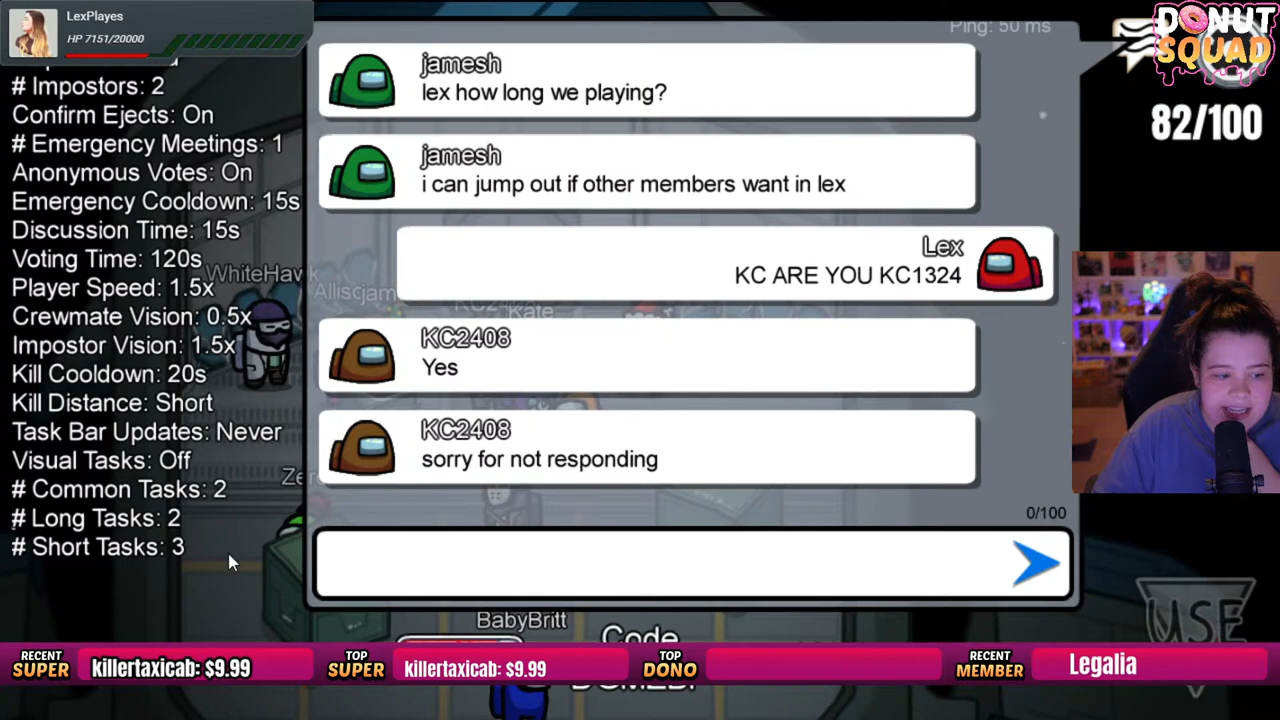 LexPlayes
HP 7151/20000
# Impostors: 2
Confirm Ejects: On
# Emergency Meetings: 1
Anonymous Votes: On
Emergency Cooldown: 15s
Discussion Time: 15s
Voting Time: 120s
Player Speed: 1.5x
Crewmate Vision: 0.5x
Impostor Vision: 1.5x
Kill Cooldown: 20s
Kill Distance: Short
Task Bar Updates: Never
Visual Tasks: Off
# Common Tasks: 2
# Long Tasks: 2
# Short Tasks: 3
Ping: 50 ms
jamesh
lex how long we playing?
jamesh
i can jump out if other members want in lex
Lex
KC ARE YOU KC1324
KC2408
Yes
KC2408
sorry for not responding
0/100
WhiteHawk
Alliscjam
Kate
BabyBritt
Code
USE
DONUT
SQUAD
82/100
RECENT
SUPER
killertaxicab: $9.99
TOP
SUPER
killertaxicab: $9.99
TOP
DONO
RECENT
MEMBER
Legalia